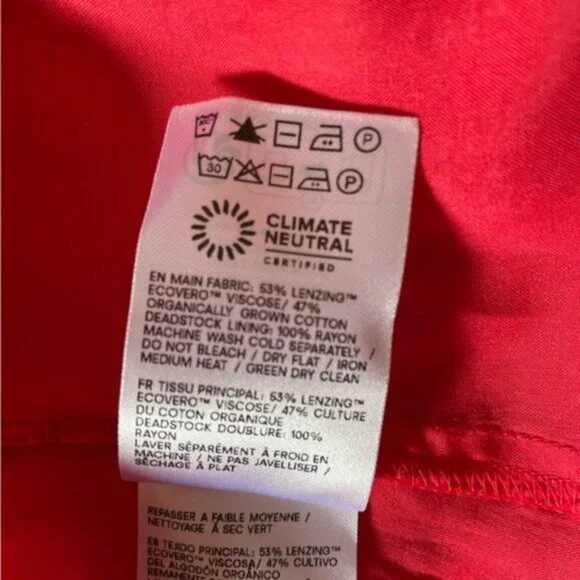 30°C
P
30
P
CLIMATE
NEUTRAL
CERTIFIED
EN MAIN FABRIC: 53% LENZING™
ECOVERO™ VISCOSE/ 47%
ORGANICALLY GROWN COTTON
DEADSTOCK LINING: 100% RAYON
MACHINE WASH COLD SEPARATELY /
DO NOT BLEACH / DRY FLAT / IRON
MEDIUM HEAT / GREEN DRY CLEAN
FR TISSU PRINCIPAL: 53% LENZING™
ECOVERO™ VISCOSE/ 47% CULTURE
DU COTON ORGANIQUE
DEADSTOCK DOUBLURE: 100%
RAYON
LAVER SÉPARÉMENT À FROID EN
MACHINE / NE PAS JAVELLISER /
SÉCHAGE À PLAT
REPASSER A FAIBLE MOYENNE /
NETTOYAGE À SEC VERT
ES TEJIDO PRINCIPAL: 53% LENZING™
ECOVERO™ VISCOSA/ 47% CULTIVO
DEL ALGODÓN ORGÁNICO